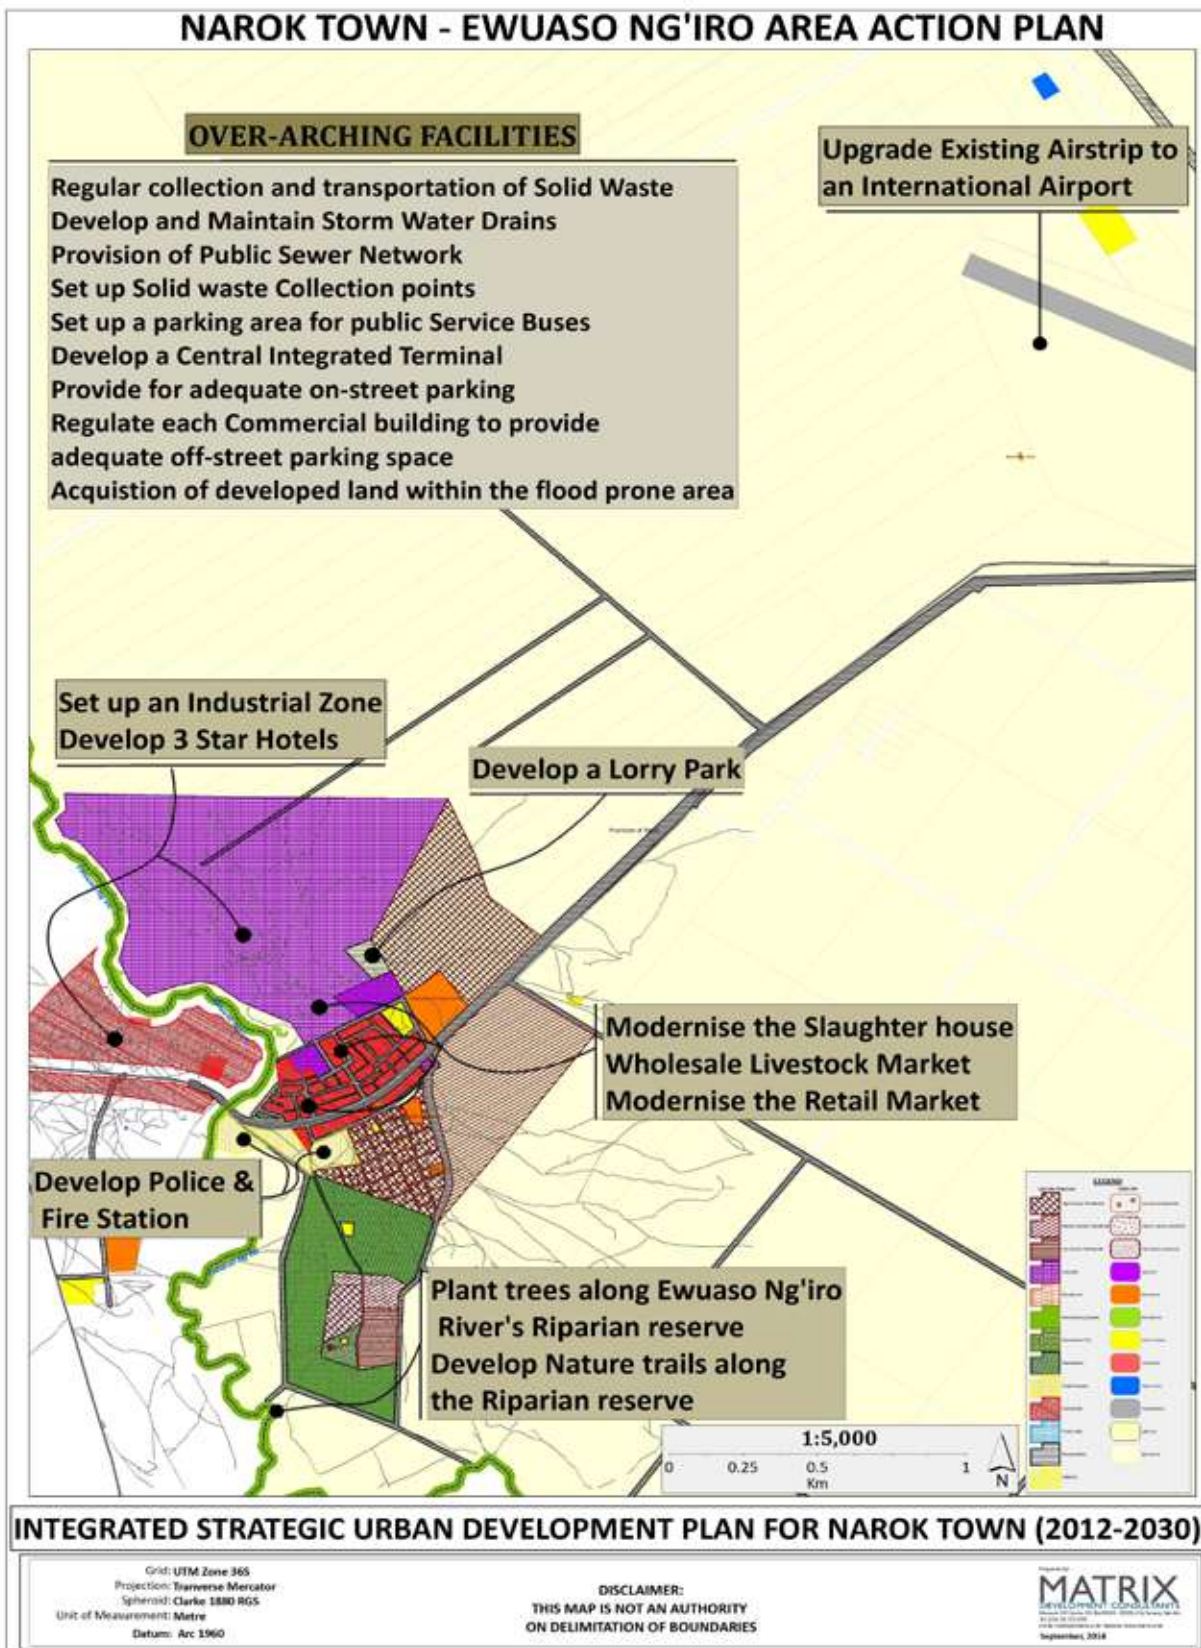 NAROK TOWN - EWUASO NG'IRO AREA ACTION PLAN
OVER-ARCHING FACILITIES
Regular collection and transportation of Solid Waste
Develop and Maintain Storm Water Drains
Provision of Public Sewer Network
Set up Solid waste Collection points
Set up a parking area for public Service Buses
Develop a Central Integrated Terminal
Provide for adequate on-street parking
Regulate each Commercial building to provide
adequate off-street parking space
Acquistion of developed land within the flood prone area
Upgrade Existing Airstrip to
an International Airport
Set up an Industrial Zone
Develop 3 Star Hotels
Develop a Lorry Park
Modernise the Slaughter house
Wholesale Livestock Market
Modernise the Retail Market
Develop Police &
Fire Station
Plant trees along Ewuaso Ng'iro
River's Riparian reserve
Develop Nature trails along
the Riparian reserve
LEGEND
1:5,000
0 0.25 0.5 1
Km
N
INTEGRATED STRATEGIC URBAN DEVELOPMENT PLAN FOR NAROK TOWN (2012-2030)
Grid: UTM Zone 36S
Projection: Tranverse Mercator
Spheroid: Clarke 1880 RGS
Unit of Measurement: Metre
Datum: Arc 1960
DISCLAIMER:
THIS MAP IS NOT AN AUTHORITY
ON DELIMITATION OF BOUNDARIES
MATRIX
DEVELOPMENT CONSULTANTS